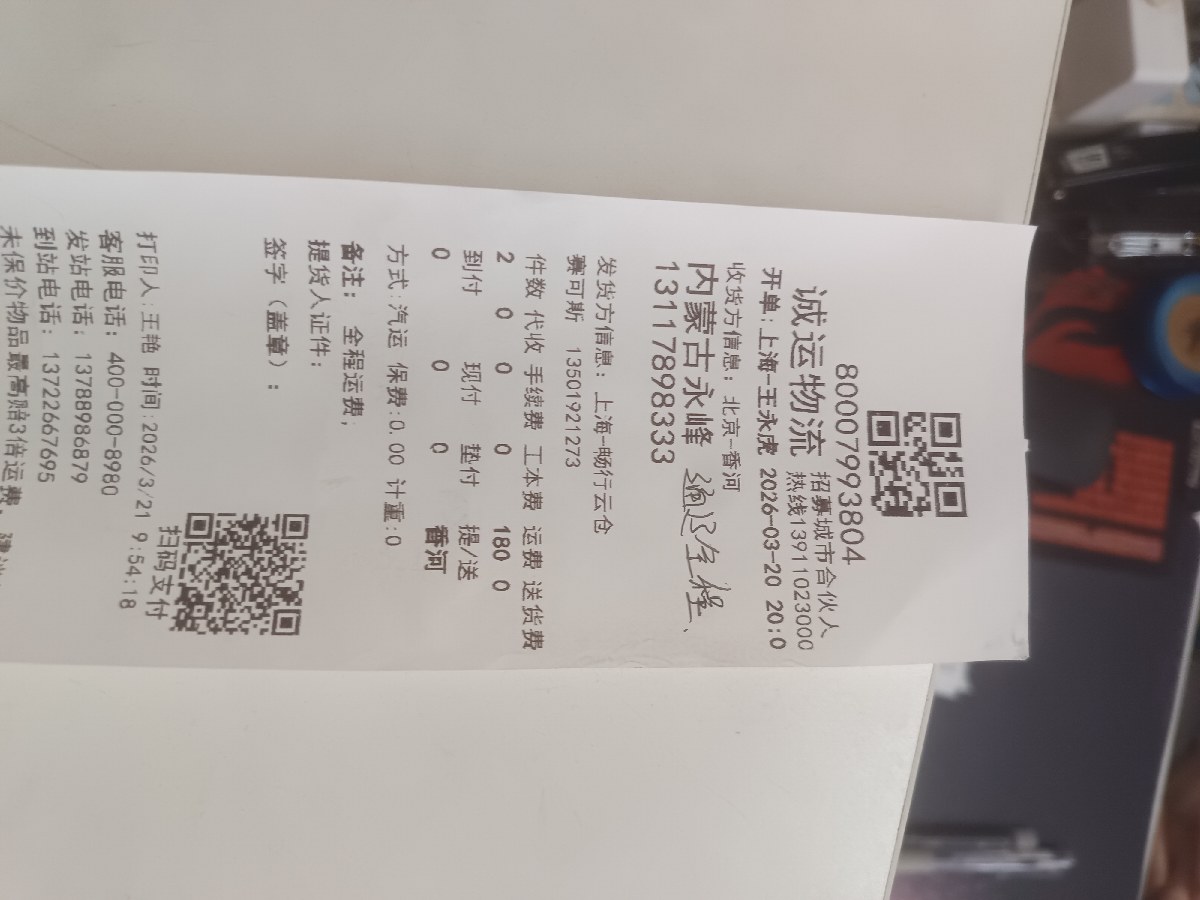 80007993804
诚运物流 招募城市合伙人
热线13911023000
开单:上海-王永虎 2026-03-20 20:0
收货方信息: 北京-香河
内蒙古永峰
13117898333
发货方信息: 上海-畅行云仓
赛可斯 13501921273
件数 代收 手续费 工本费 运费 送货费
2 0 0 0 180 0
到付 现付 垫付 提/送
0 0 0 香河
方式:汽运 保费:0.00 计重:0
备注: 全程运费,
提货人证件:
签字(盖章):
扫码支付
打印人:王艳 时间:2026/3/21 9:54:18
客服电话: 400-000-8980
发站电话: 13788986879
到站电话: 13722667695
未保价物品最高赔3倍运费,